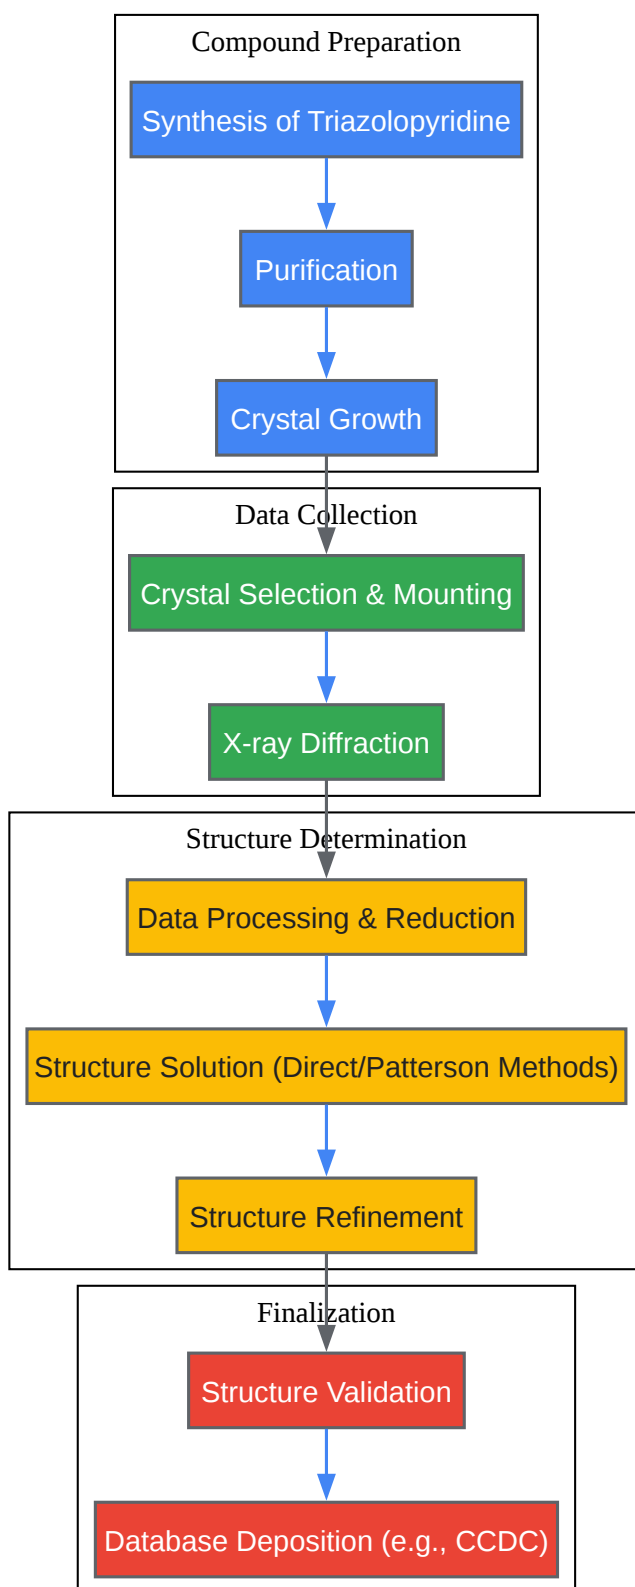 Compound Preparation
Synthesis of Triazolopyridine
Purification
Crystal Growth
Data Collection
Crystal Selection & Mounting
X-ray Diffraction
Structure Determination
Data Processing & Reduction
Structure Solution (Direct/Patterson Methods)
Structure Refinement
Finalization
Structure Validation
Database Deposition (e.g., CCDC)